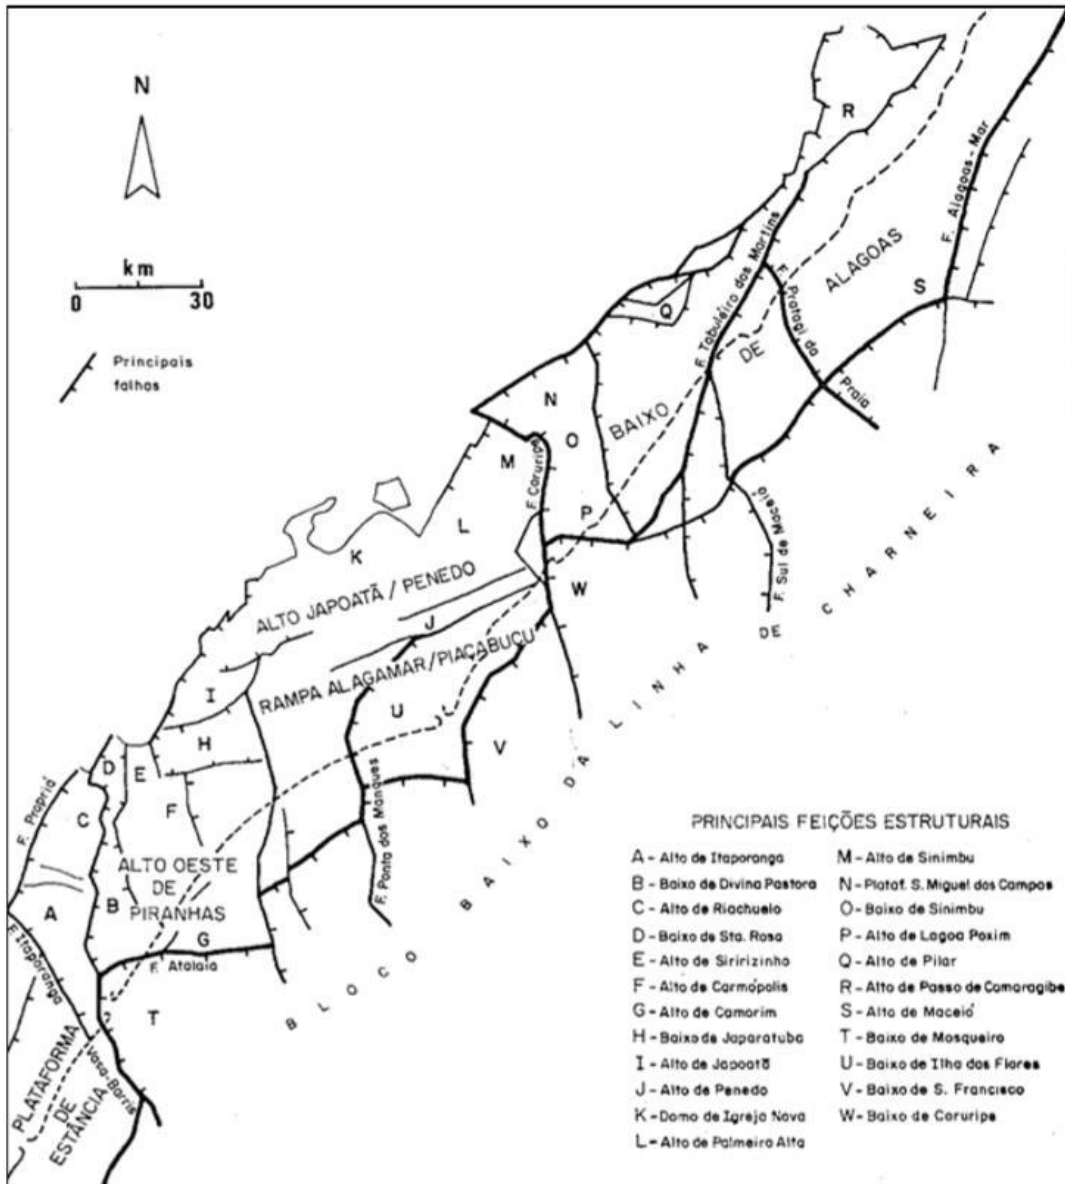 N
km
0 30
Principais
falhas
R
F. Alagoas-Mar
F. Tabuleiro dos Martins
F. Pratagi da Praia
BAIXO DE ALAGOAS
S
Q
N
O
P
M
F. Coruripe
L
K
ALTO JAPOATÃ / PENEDO
W
F. Sul de Maceió
J
RAMPA ALAGAMAR/PIAÇABUÇU
I
H
U
V
D
E
F
C
F. Propriá
F. Ponta dos Mangues
ALTO OESTE
DE
PIRANHAS
A
B
G
F. Itaporanga
F. Atalaia
T
Vasa-Barris
PLATAFORMA
DE
ESTÂNCIA
BLOCO BAIXO DA LINHA DE CHARNEIRA
PRINCIPAIS FEIÇÕES ESTRUTURAIS
A-Alto de Itaporanga
B-Baixo de Divina Pastora
C-Alto de Riachuelo
D-Baixo de Sta. Rosa
E-Alto de Siririzinho
F-Alto de Carmópolis
G-Alto de Camorim
H-Baixo de Japaratuba
I-Alto de Japoatã
J-Alto de Penedo
K-Domo de Igreja Nova
L-Alto de Palmeira Alta
M-Alto de Sinimbu
N-Plataf. S. Miguel dos Campos
O-Baixo de Sinimbu
P-Alto de Lagoa Poxim
Q-Alto de Pilar
R-Alto de Passo de Camaragibe
S-Alto de Maceió
T-Baixo de Mosqueiro
U-Baixo de Ilha das Flores
V-Baixo de S. Francisco
W-Baixo de Coruripe